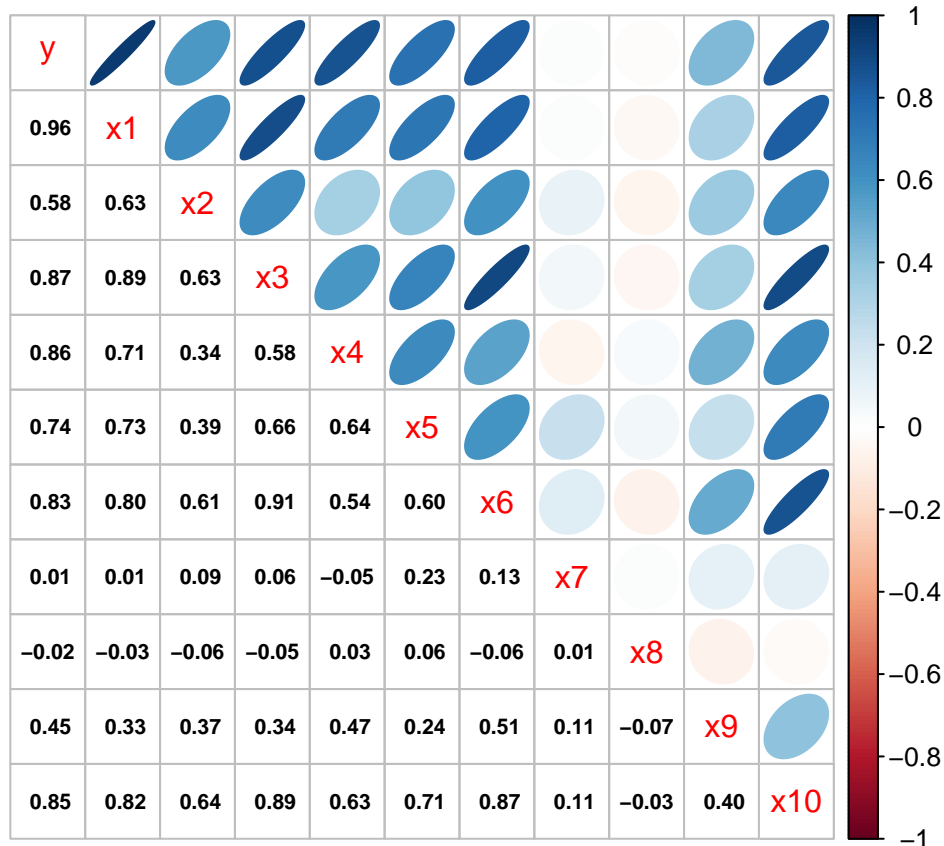 y
0.96 x1
0.58 0.63 x2
0.87 0.89 0.63 x3
0.86 0.71 0.34 0.58 x4
0.74 0.73 0.39 0.66 0.64 x5
0.83 0.80 0.61 0.91 0.54 0.60 x6
0.01 0.01 0.09 0.06 −0.05 0.23 0.13 x7
−0.02 −0.03 −0.06 −0.05 0.03 0.06 −0.06 0.01 x8
0.45 0.33 0.37 0.34 0.47 0.24 0.51 0.11 −0.07 x9
0.85 0.82 0.64 0.89 0.63 0.71 0.87 0.11 −0.03 0.40 x10
1
0.8
0.6
0.4
0.2
0
−0.2
−0.4
−0.6
−0.8
−1